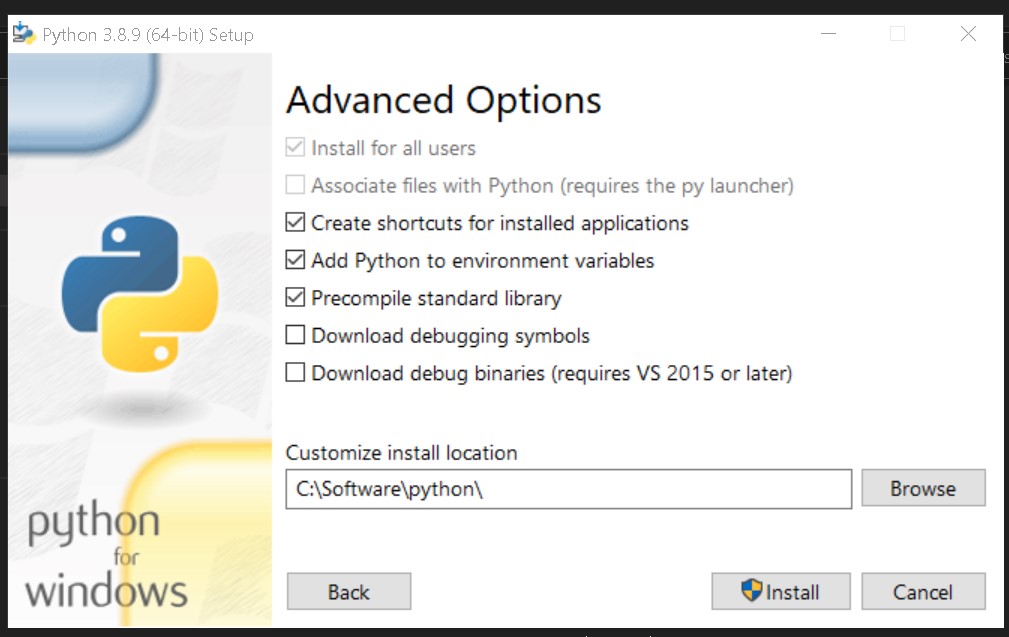 Python 3.8.9 (64-bit) Setup
Advanced Options
Install for all users
Associate files with Python (requires the py launcher)
Create shortcuts for installed applications
Add Python to environment variables
Precompile standard library
Download debugging symbols
Download debug binaries (requires VS 2015 or later)
Customize install location
C:\Software\python\
Browse
python
for
windows
Back
Install
Cancel